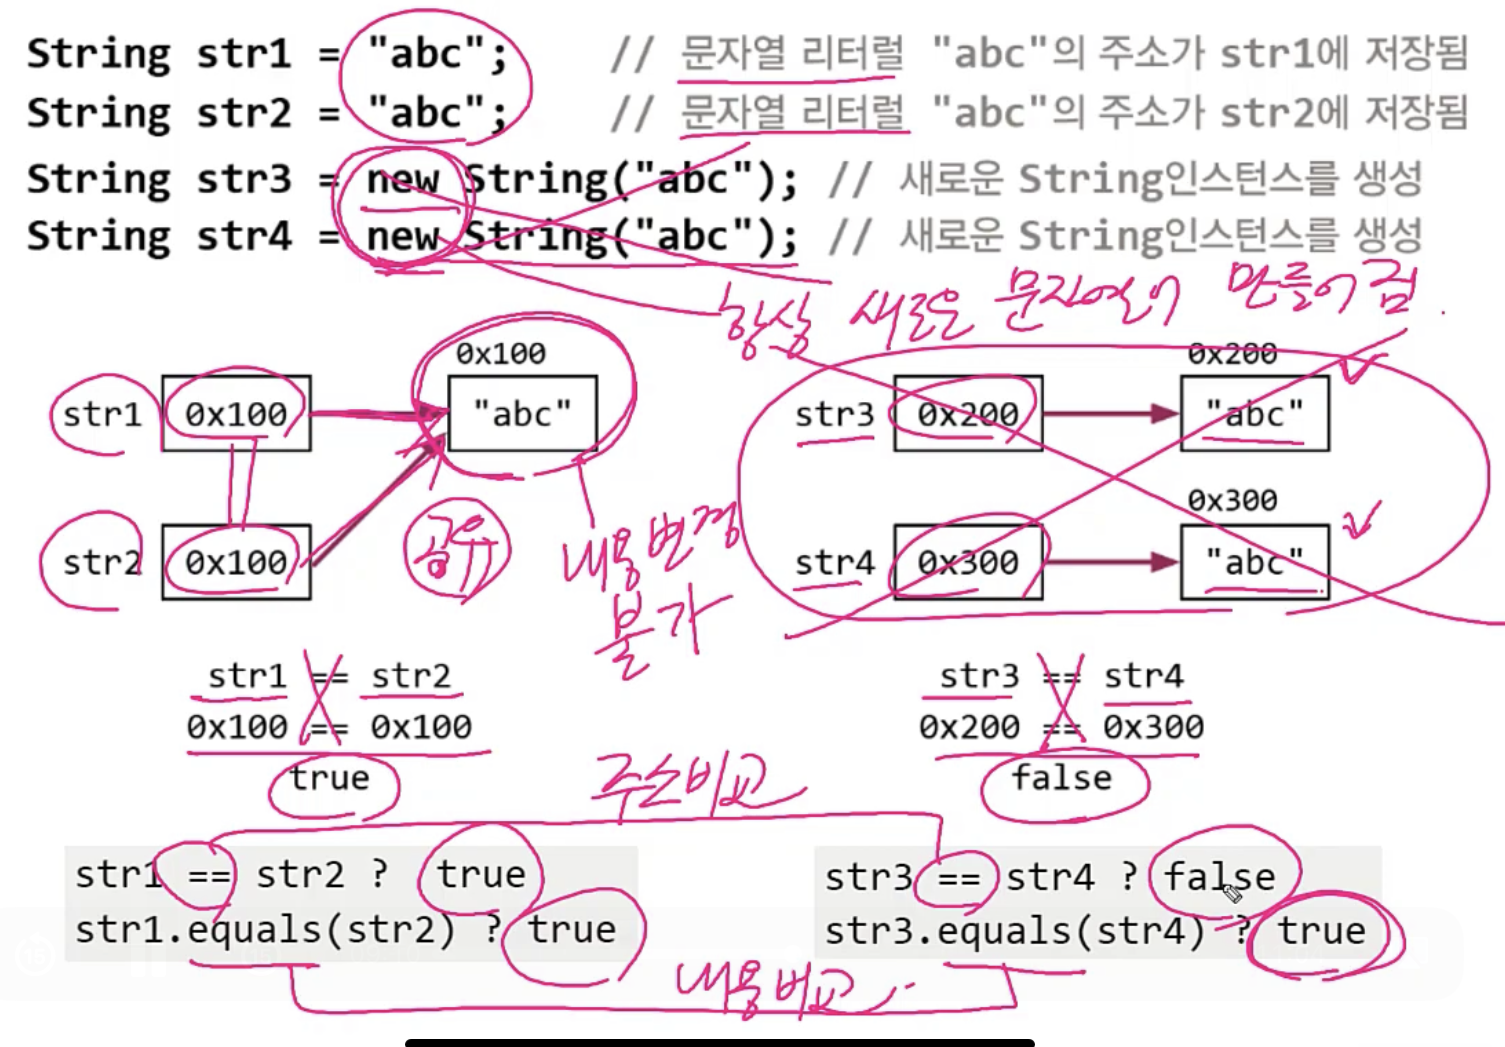 String str1 = "abc"; // 문자열 리터럴 "abc"의 주소가 str1에 저장됨
String str2 = "abc"; // 문자열 리터럴 "abc"의 주소가 str2에 저장됨
String str3 = new String("abc"); // 새로운 String인스턴스를 생성
String str4 = new String("abc"); // 새로운 String인스턴스를 생성
항상 새로운 문자열이 만들어짐.
0x100
0x200
str1 0x100 "abc"
str3 0x200 "abc"
공유
내용변경
불가
0x300
str2 0x100
str4 0x300 "abc"
str1 == str2
0x100 == 0x100
true
str3 == str4
0x200 == 0x300
false
주소비교
str1 == str2 ? true
str1.equals(str2) ? true
str3 == str4 ? false
str3.equals(str4) ? true
내용비교